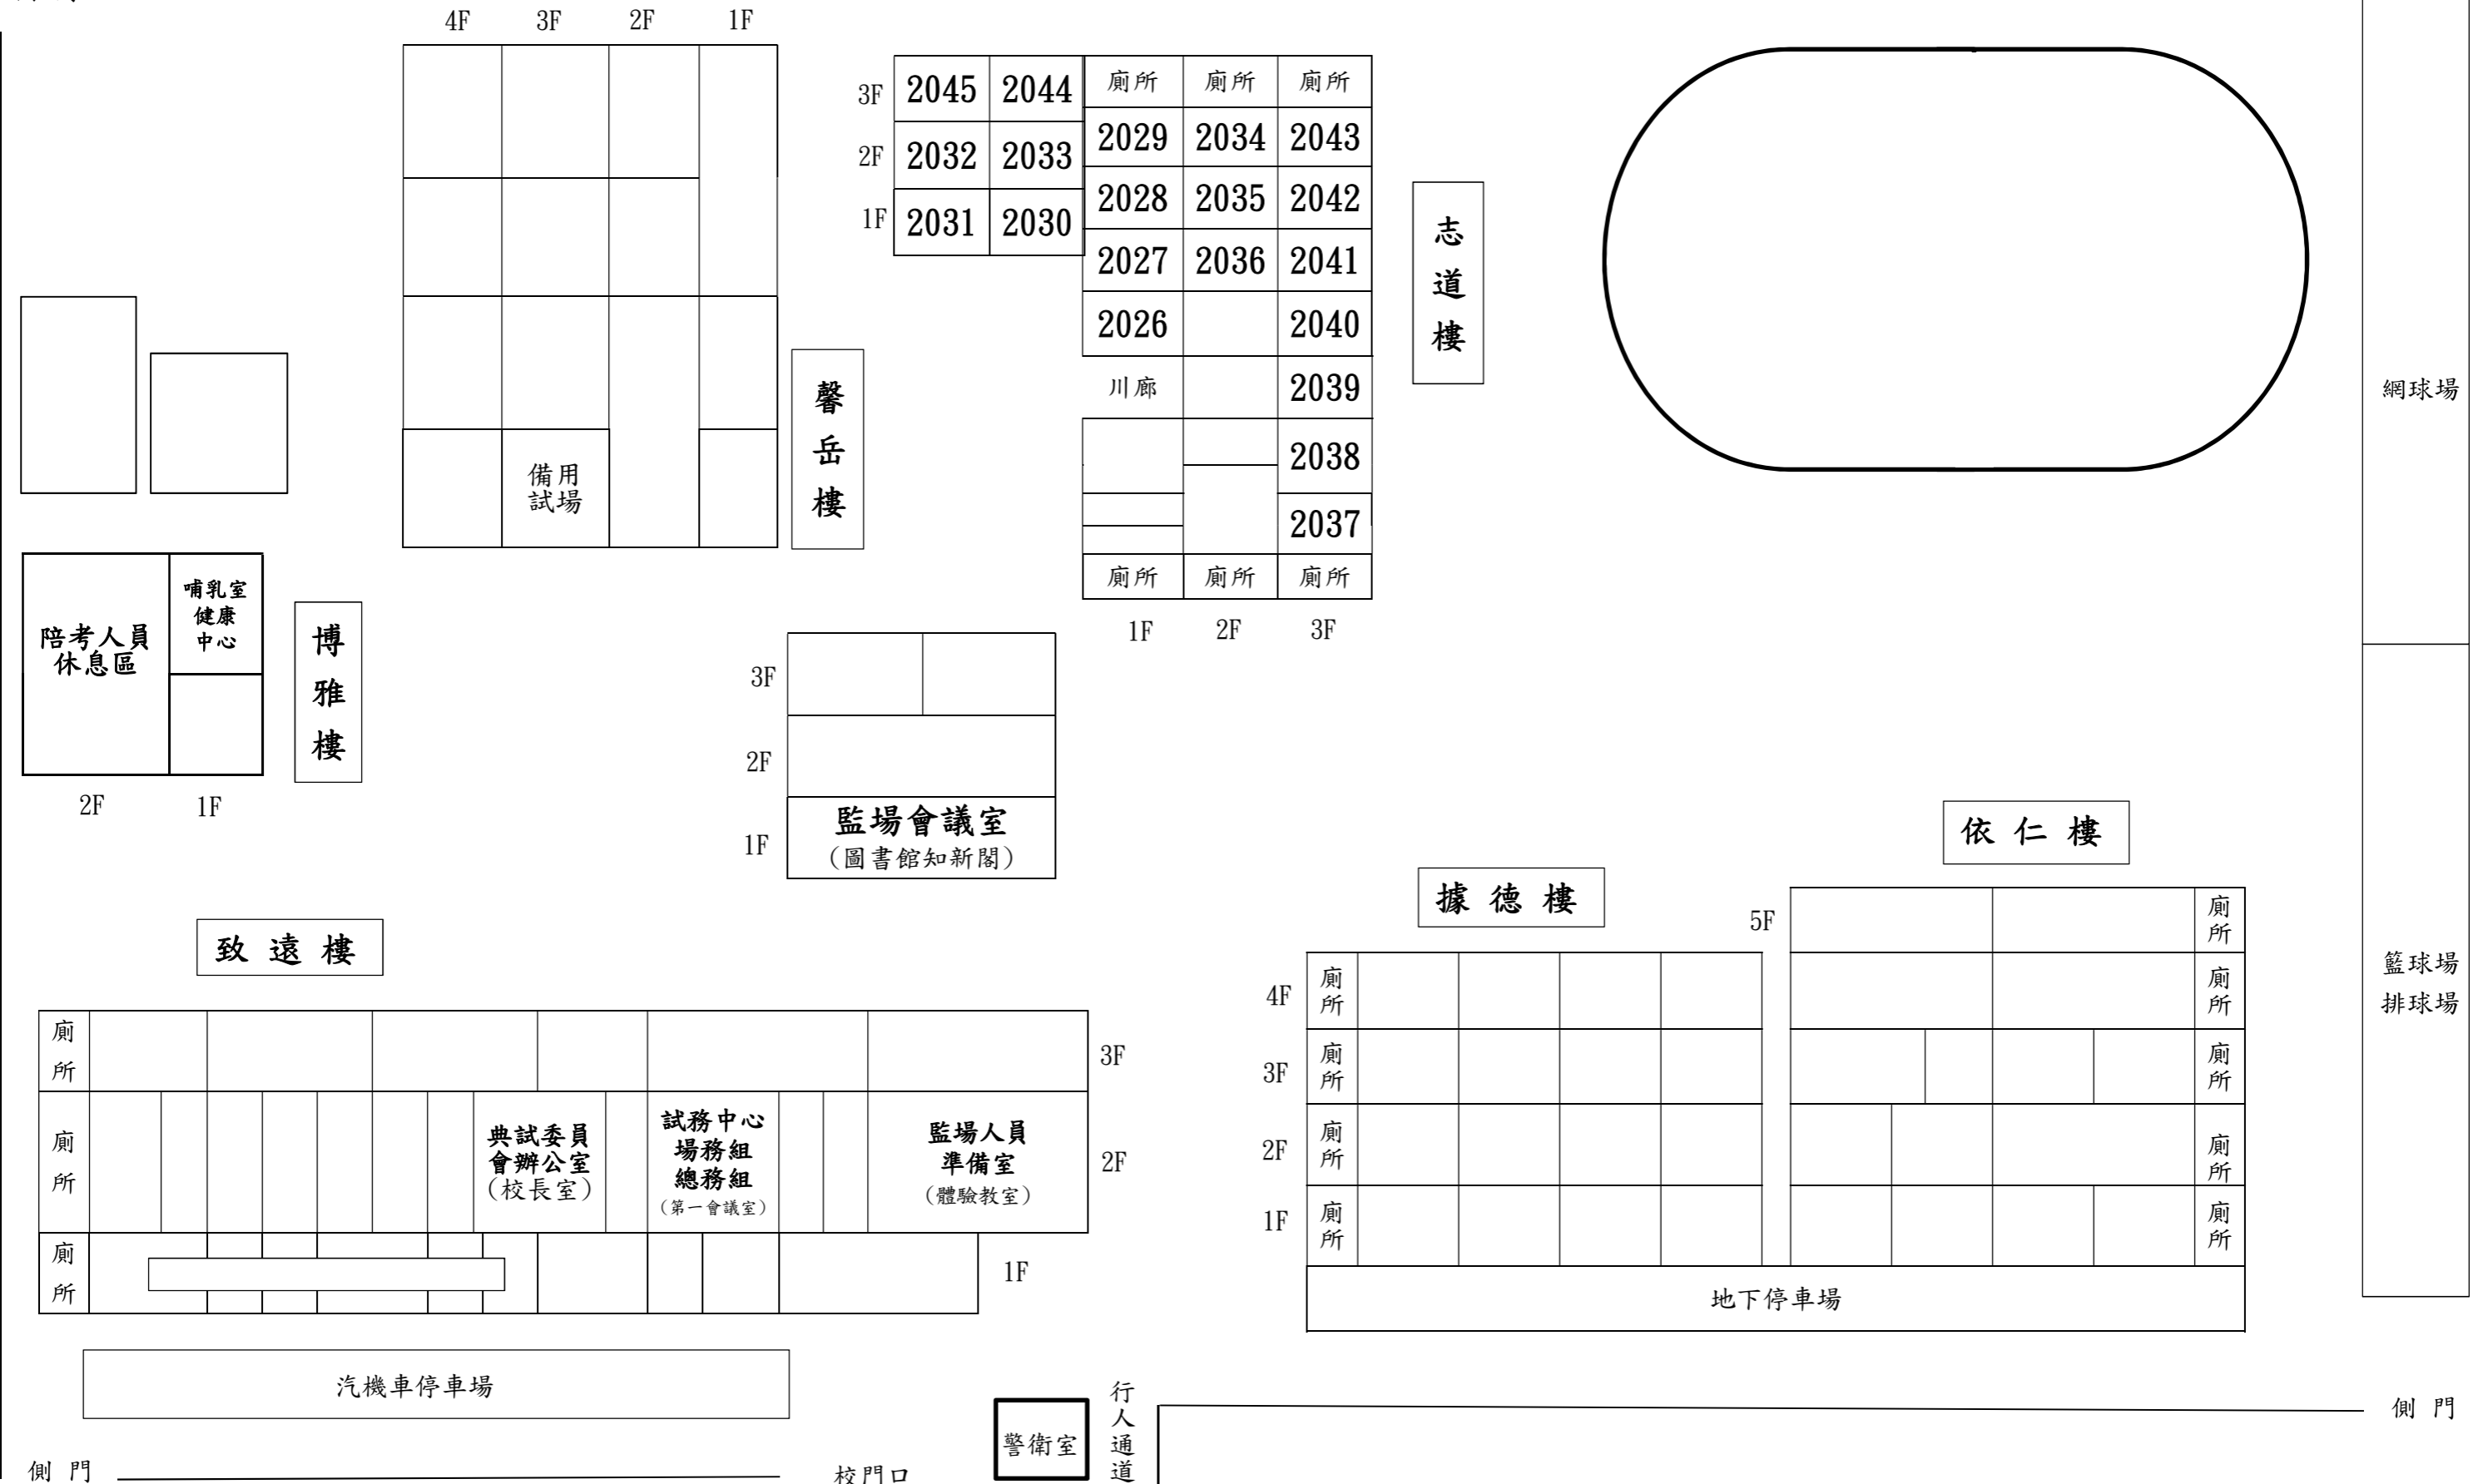 4F 3F 2F 1F
3F 2045 2044 廁所 廁所 廁所
2029 2034 2043
2F 2032 2033
2028 2035 2042
1F 2031 2030
2027 2036 2041
2026 2040
川廊 2039
2038
2037
廁所 廁所 廁所
1F 2F 3F
志道樓
網球場
馨岳樓
備用
試場
陪考人員
休息區
哺乳室
健康
中心
博雅樓
2F 1F
3F
2F
1F
監場會議室
(圖書館知新閣)
依仁樓
據德樓
5F 廁所
4F 廁所 廁所
3F 廁所 廁所
2F 廁所 廁所
1F 廁所 廁所
地下停車場
籃球場
排球場
致遠樓
廁所 3F
廁所
典試委員
會辦公室
(校長室)
試務中心
場務組
總務組
(第一會議室)
監場人員
準備室
(體驗教室)
2F
廁所 1F
汽機車停車場
警衛室
行人通道
側門
側門
校門口